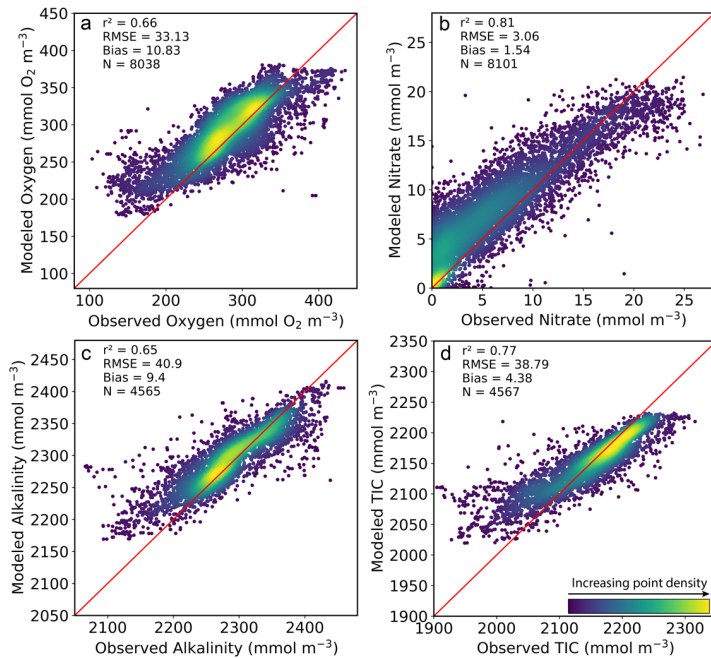 a
r² = 0.66
RMSE = 33.13
Bias = 10.83
N = 8038
450
400
350
300
250
200
150
100
Modeled Oxygen (mmol O₂ m⁻³)
100
200
300
400
Observed Oxygen (mmol O₂ m⁻³)
b
r² = 0.81
RMSE = 3.06
Bias = 1.54
N = 8101
25
20
15
10
5
0
Modeled Nitrate (mmol m⁻³)
0
5
10
15
20
25
Observed Nitrate (mmol m⁻³)
c
r² = 0.65
RMSE = 40.9
Bias = 9.4
N = 4565
2450
2400
2350
2300
2250
2200
2150
2100
2050
Modeled Alkalinity (mmol m⁻³)
2100
2200
2300
2400
Observed Alkalinity (mmol m⁻³)
d
r² = 0.77
RMSE = 38.79
Bias = 4.38
N = 4567
2350
2300
2250
2200
2150
2100
2050
2000
1950
1900
Modeled TIC (mmol m⁻³)
Increasing point density
1900
2000
2100
2200
2300
Observed TIC (mmol m⁻³)